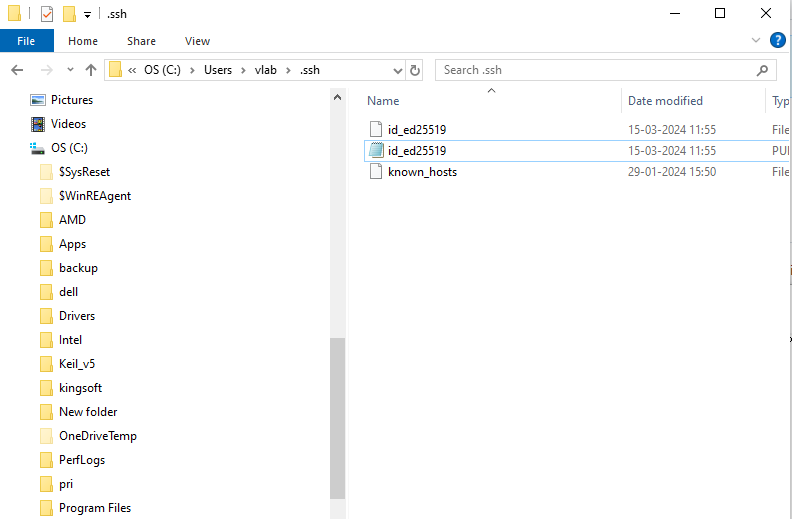 .ssh
File Home Share View
« OS (C:) > Users > vlab > .ssh Search .ssh
Pictures
Videos
OS (C:)
$SysReset
$WinREAgent
AMD
Apps
backup
dell
Drivers
Intel
Keil_v5
kingsoft
New folder
OneDriveTemp
PerfLogs
pri
Program Files
Name Date modified Typ
id_ed25519 15-03-2024 11:55 File
id_ed25519 15-03-2024 11:55 PU
known_hosts 29-01-2024 15:50 File